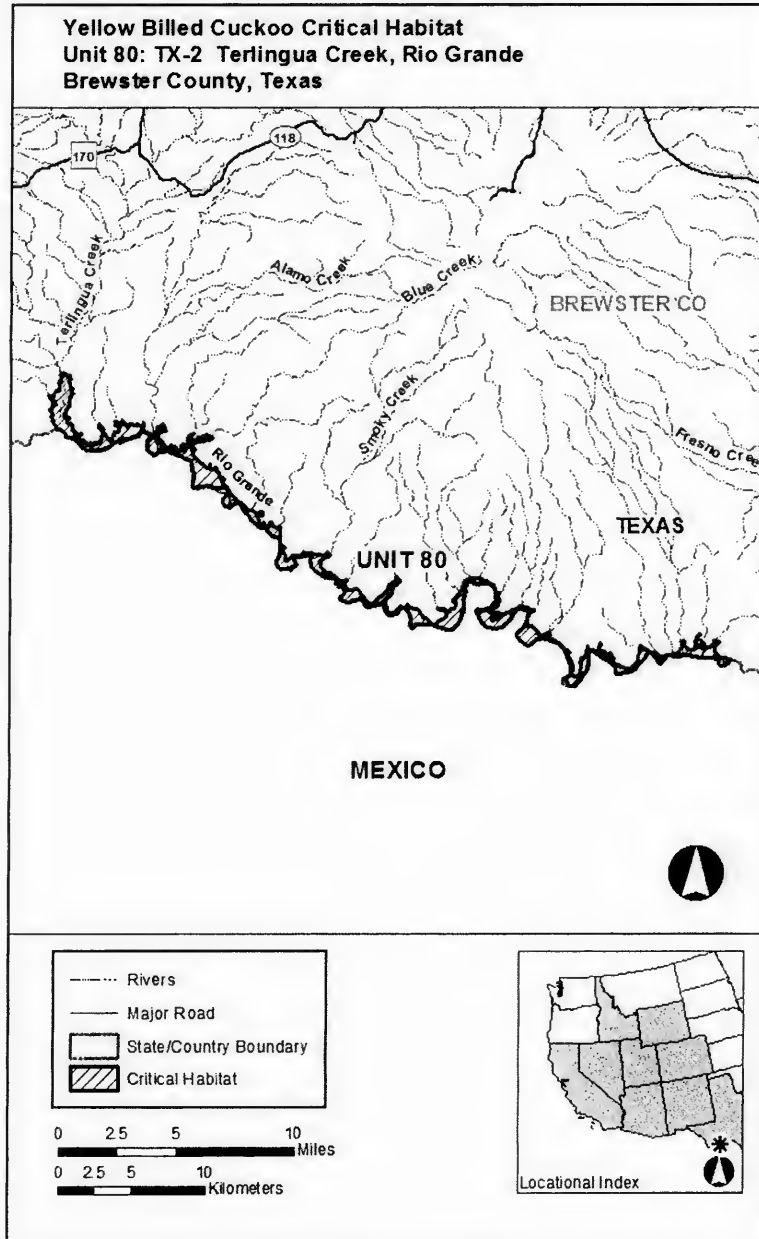 Yellow Billed Cuckoo Critical Habitat
Unit 80: TX-2 Terlingua Creek, Rio Grande
Brewster County, Texas
170
118
Terlingua Creek
Alamo Creek
Blue Creek
BREWSTER CO
Smoky Creek
Fresno Cree
Rio Grande
TEXAS
UNIT 80
MEXICO
Rivers
Major Road
State/Country Boundary
Critical Habitat
0 2.5 5 10
Miles
0 2.5 5 10
Kilometers
Locational Index